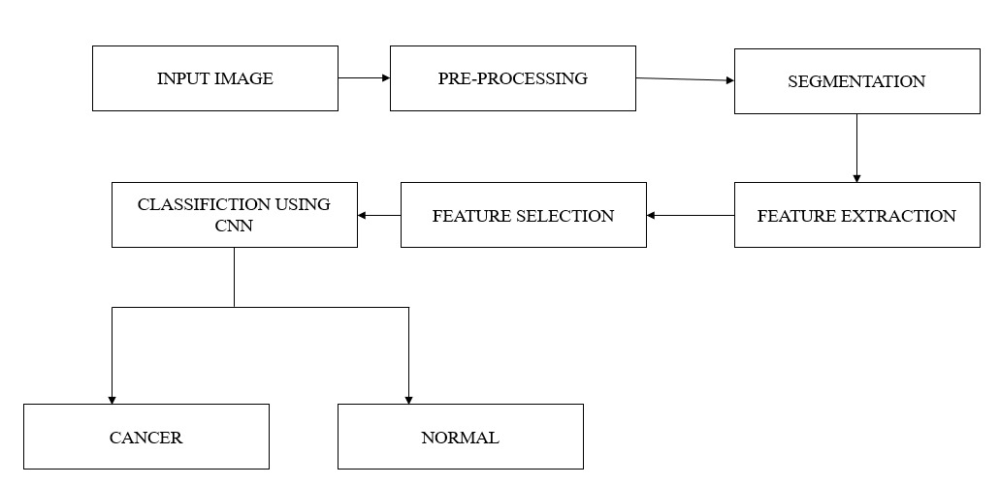 INPUT IMAGE
PRE-PROCESSING
SEGMENTATION
CLASSIFICTION USING
CNN
FEATURE SELECTION
FEATURE EXTRACTION
CANCER
NORMAL